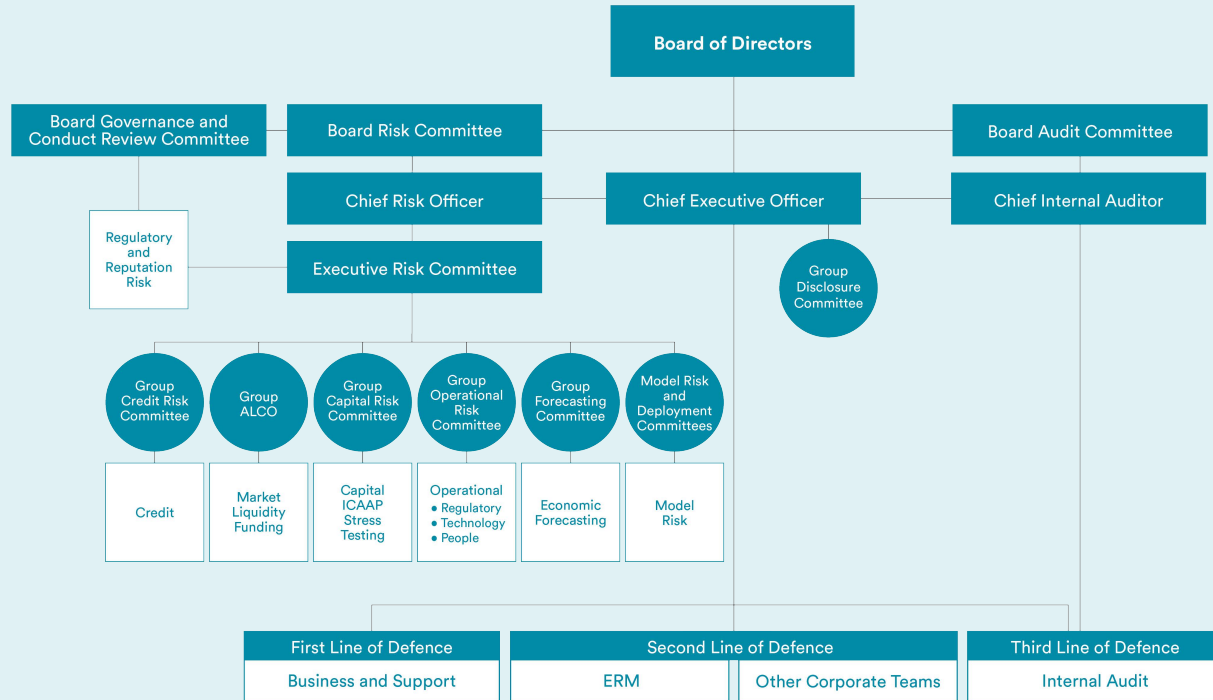 Board of Directors
Board Governance and
Conduct Review Committee
Board Risk Committee
Board Audit Committee
Chief Risk Officer
Chief Executive Officer
Chief Internal Auditor
Regulatory
and
Reputation
Risk
Executive Risk Committee
Group
Disclosure
Committee
Group
Credit Risk
Committee
Group
ALCO
Group
Capital Risk
Committee
Group
Operational
Risk
Committee
Group
Forecasting
Committee
Model Risk
and
Deployment
Committees
Credit
Market
Liquidity
Funding
Capital
ICAAP
Stress
Testing
Operational
• Regulatory
• Technology
• People
Economic
Forecasting
Model
Risk
First Line of Defence
Second Line of Defence
Third Line of Defence
Business and Support
ERM
Other Corporate Teams
Internal Audit